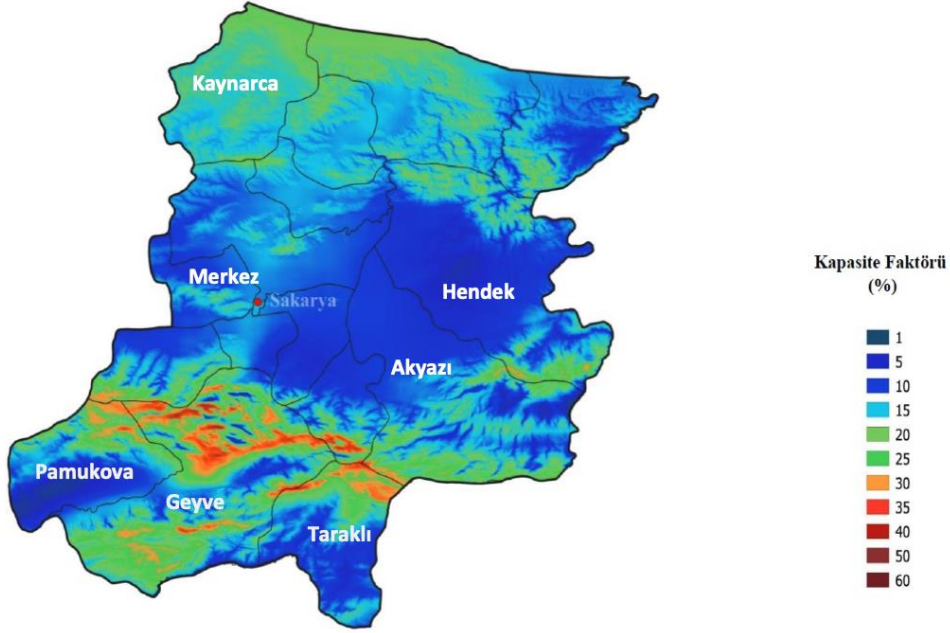 Kaynarca
Merkez
Sakarya
Hendek
Akyazı
Pamukova
Geyve
Taraklı
Kapasite Faktörü
(%)
1
5
10
15
20
25
30
35
40
50
60